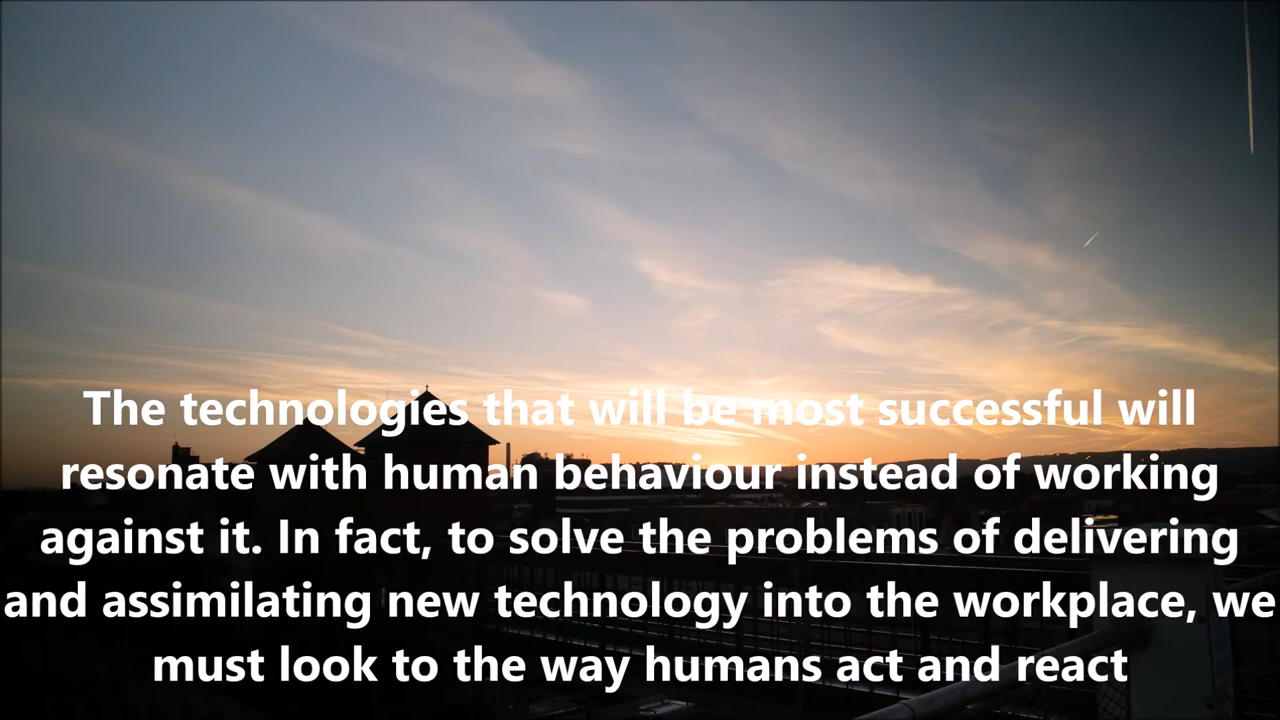 The technologies that will be most successful will
resonate with human behaviour instead of working
against it. In fact, to solve the problems of delivering
and assimilating new technology into the workplace, we
must look to the way humans act and react